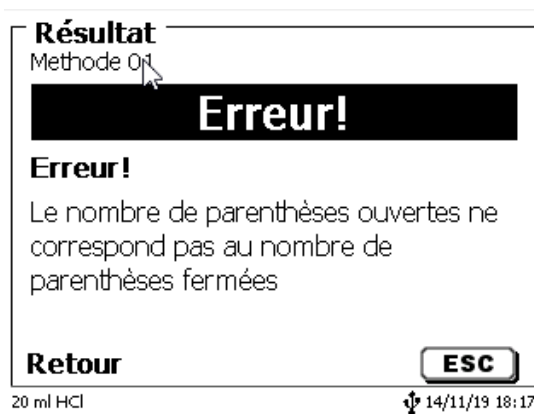 Résultat
Methode 01
Erreur!
Erreur!
Le nombre de parenthèses ouvertes ne
correspond pas au nombre de
parenthèses fermées
Retour
ESC
20 ml HCl
14/11/19 18:17